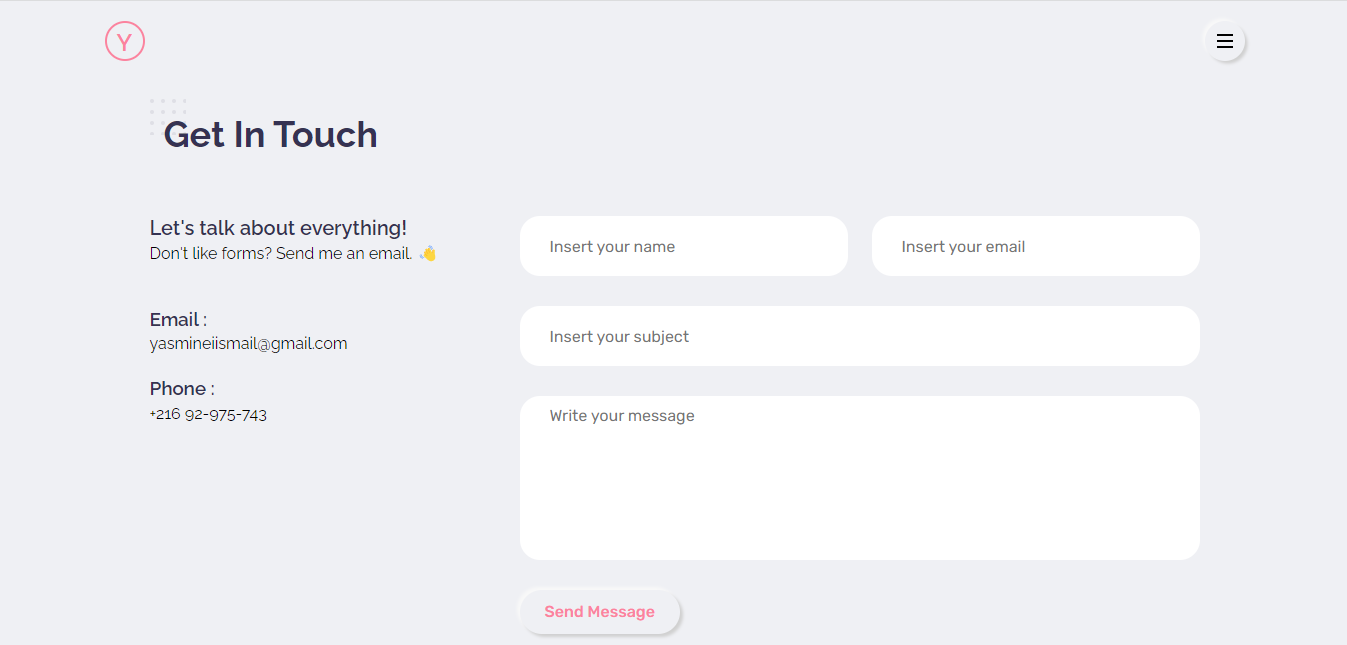 Y
Get In Touch
Let's talk about everything!
Don't like forms? Send me an email. 👋
Email :
yasmineiismail@gmail.com
Phone :
+216 92-975-743
Insert your name
Insert your email
Insert your subject
Write your message
Send Message